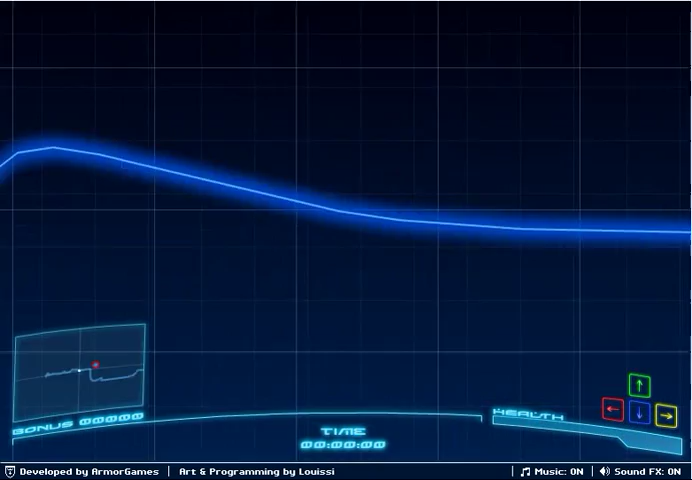 BONUS 00000
TIME
00:00:00
HEALTH
Developed by ArmorGames | Art & Programming by Louissi | Music: ON | Sound FX: ON